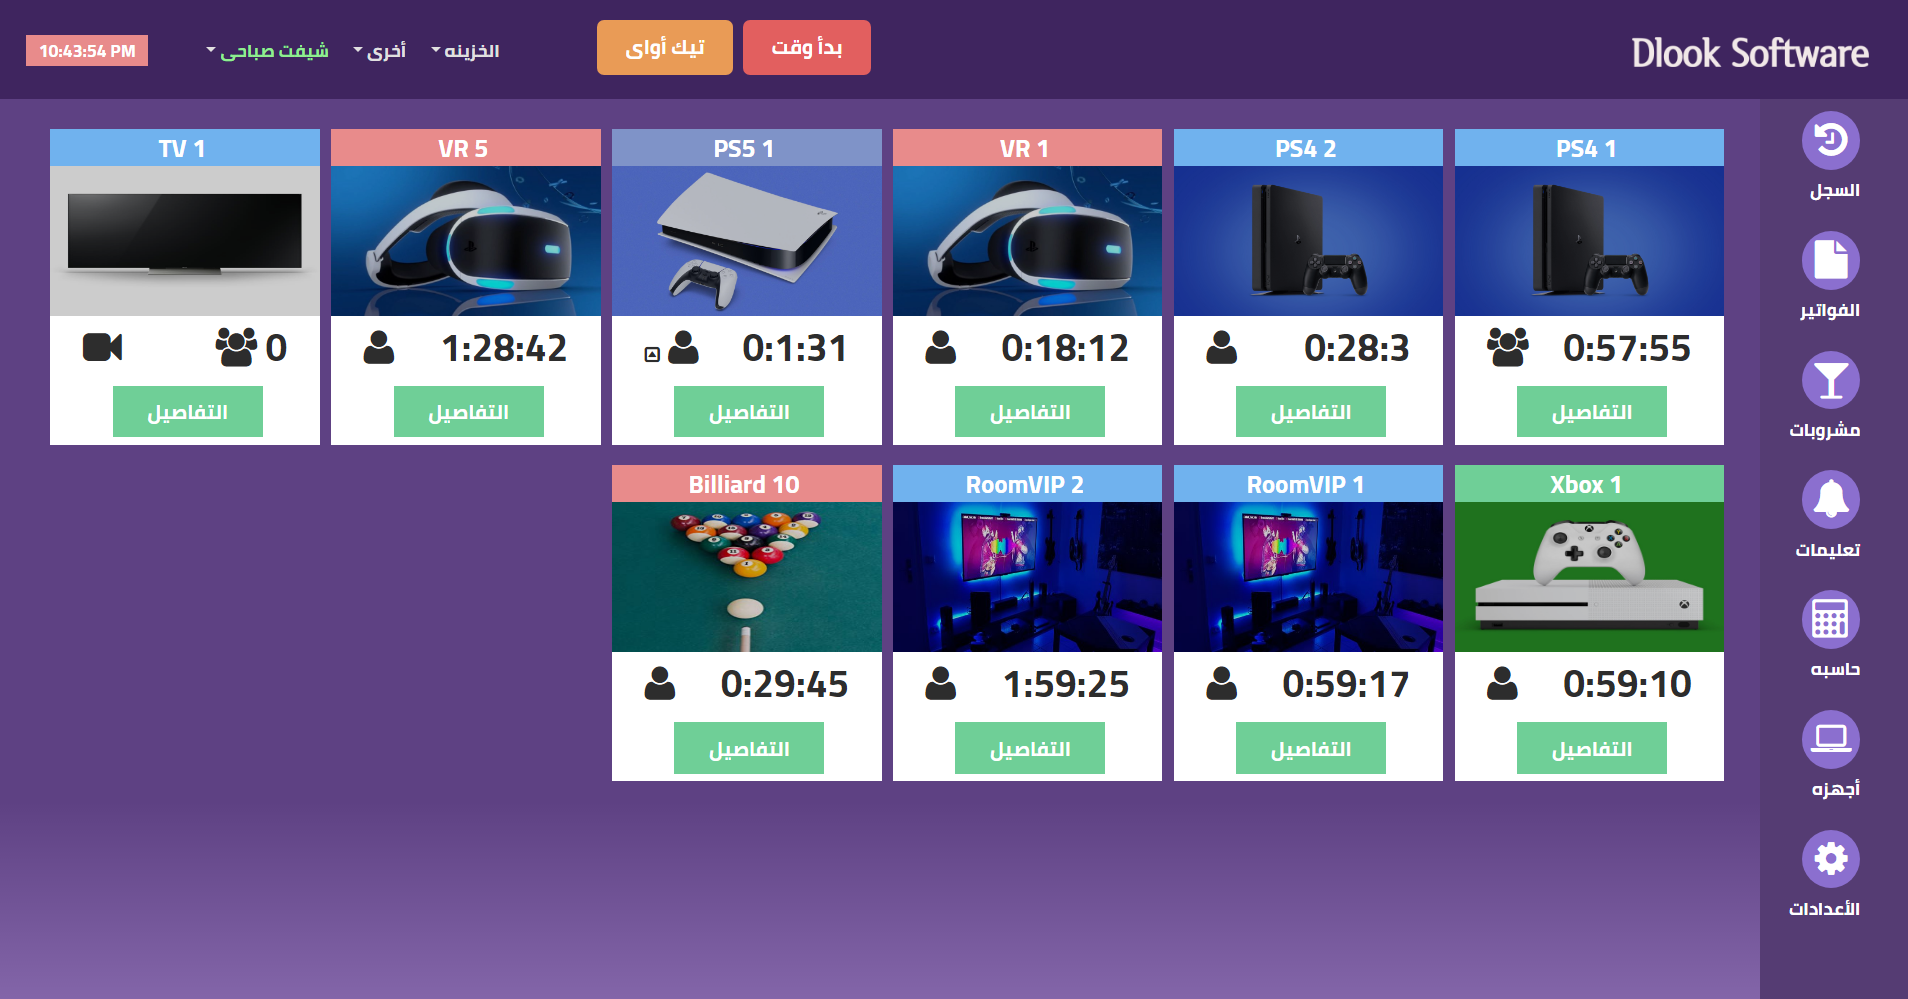 Dlook Software
بدأ وقت
تيك أواى
الخزينه
أخرى
شيفت صباحى
10:43:54 PM
PS4 1
0:57:55
التفاصيل
PS4 2
0:28:3
التفاصيل
VR 1
0:18:12
التفاصيل
PS5 1
0:1:31
التفاصيل
VR 5
1:28:42
التفاصيل
TV 1
0
التفاصيل
Xbox 1
0:59:10
التفاصيل
RoomVIP 1
0:59:17
التفاصيل
RoomVIP 2
1:59:25
التفاصيل
Billiard 10
0:29:45
التفاصيل
السجل
الفواتير
مشروبات
تعليمات
حاسبه
أجهزه
الأعدادات